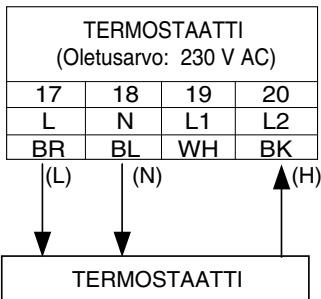 TERMOSTAATTI
(Oletusarvo: 230 V AC)
17 18 19 20
L N L1 L2
BR BL WH BK
(L) (N) (H)
TERMOSTAATTI